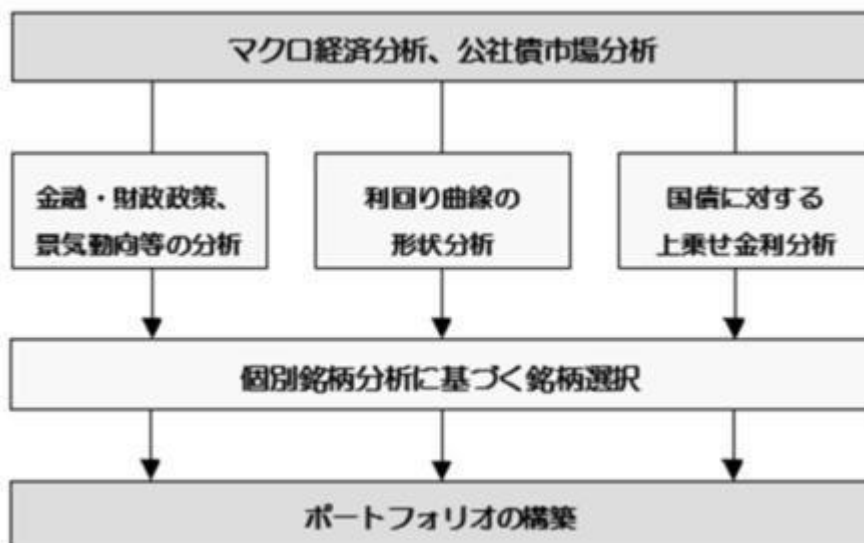 マクロ経済分析、公社債市場分析
金融・財政政策、
景気動向等の分析
利回り曲線の
形状分析
国債に対する
上乗せ金利分析
個別銘柄分析に基づく銘柄選択
ポートフォリオの構築